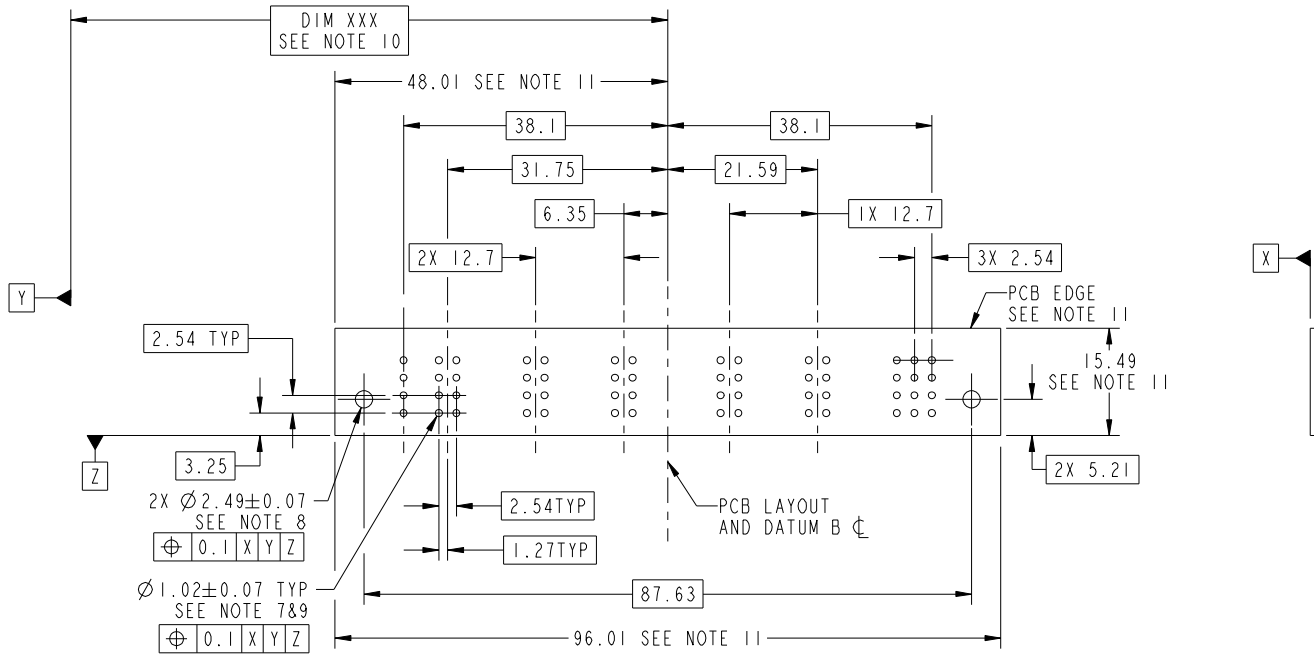 DIM XXX
SEE NOTE 10
48.01 SEE NOTE 11
38.1
38.1
31.75
21.59
6.35
1X 12.7
2X 12.7
3X 2.54
Y
X
PCB EDGE
SEE NOTE 11
2.54 TYP
15.49
SEE NOTE 11
Z
3.25
2X 5.21
2X Ø2.49±0.07
SEE NOTE 8
⌖ 0.1 X Y Z
2.54TYP
PCB LAYOUT
AND DATUM B ℄
1.27TYP
Ø1.02±0.07 TYP
SEE NOTE 7&9
⌖ 0.1 X Y Z
87.63
96.01 SEE NOTE 11